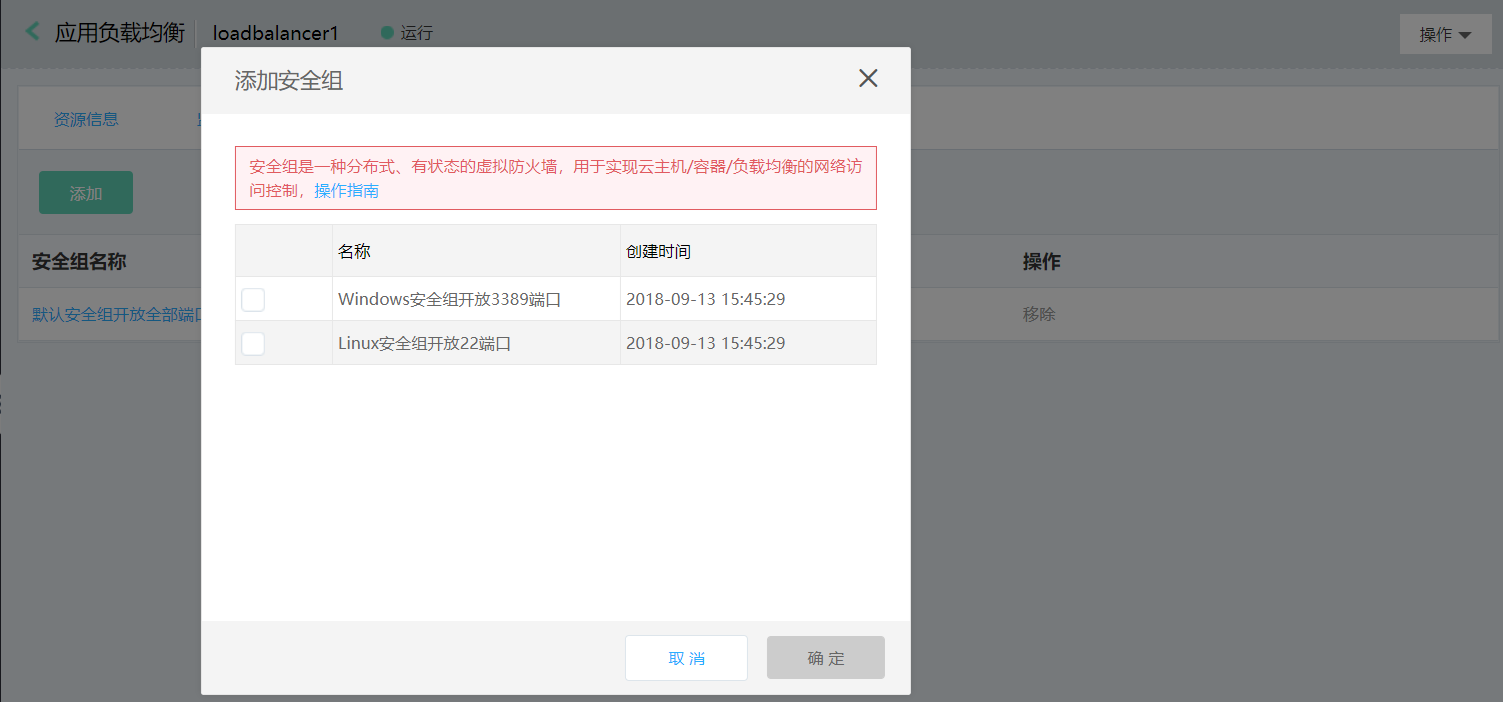 应用负载均衡
loadbalancer1
运行
操作
资源信息
添加
安全组名称
操作
默认安全组开放全部端口
移除
添加安全组
安全组是一种分布式、有状态的虚拟防火墙，用于实现云主机/容器/负载均衡的网络访
问控制，操作指南
名称 创建时间
Windows安全组开放3389端口 2018-09-13 15:45:29
Linux安全组开放22端口 2018-09-13 15:45:29
取 消
确 定